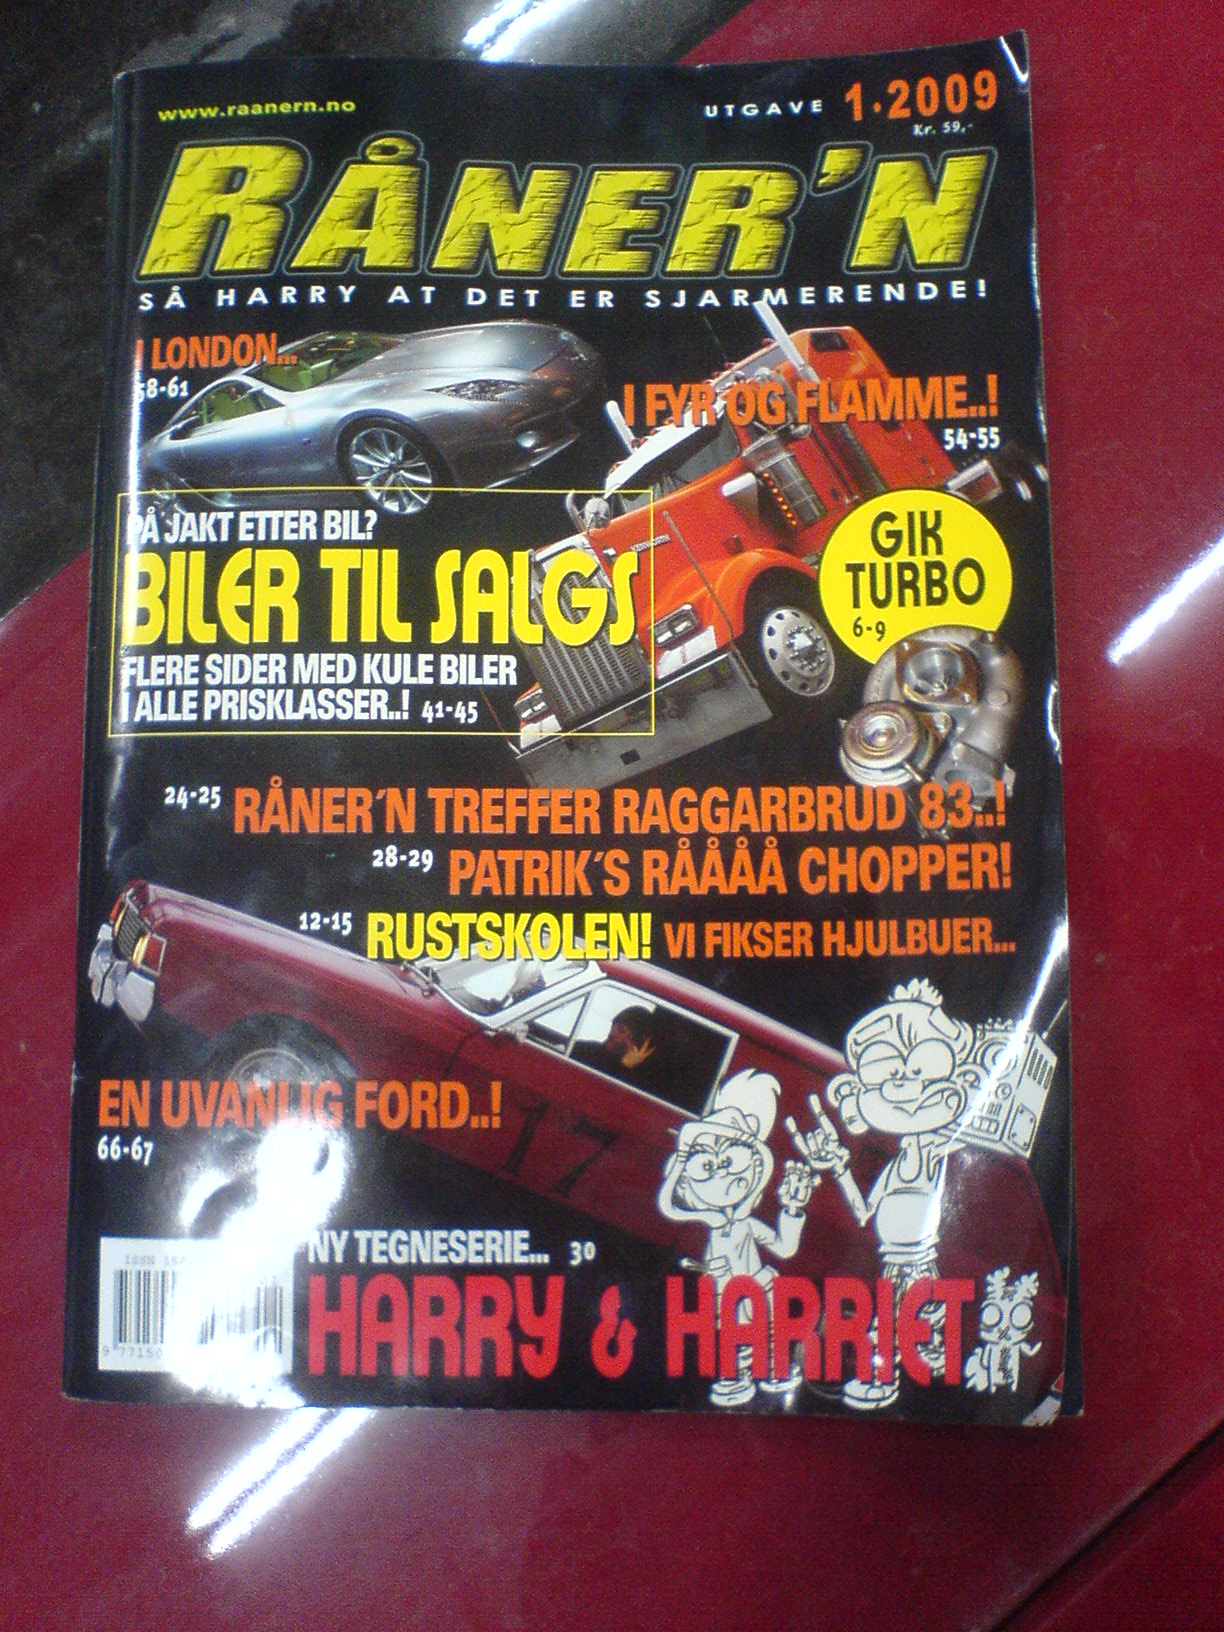 www.raanern.no
UTGAVE 1·2009
Kr. 59,-
RÅNER'N
SÅ HARRY AT DET ER SJARMERENDE!
I LONDON...
58-61
I FYR OG FLAMME..!
54-55
PÅ JAKT ETTER BIL?
BILER TIL SALGS
FLERE SIDER MED KULE BILER
I ALLE PRISKLASSER..! 41-45
GIK
TURBO
6-9
KENWORTH
24-25 RÅNER´N TREFFER RAGGARBRUD 83..!
28-29 PATRIK´S RÅÅÅÅ CHOPPER!
12-15 RUSTSKOLEN! VI FIKSER HJULBUER...
EN UVANLIG FORD..!
66-67
17
NY TEGNESERIE... 30
HARRY & HARRIET
ISSN